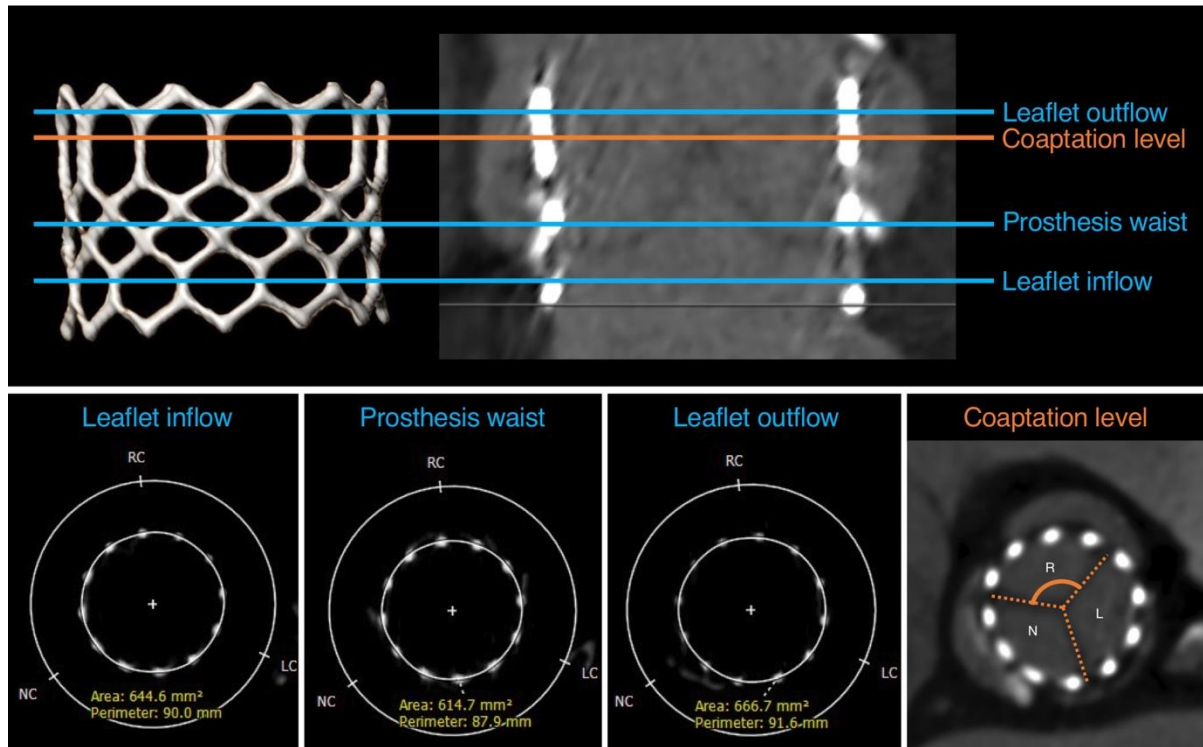 Leaflet outflow
Coaptation level
Prosthesis waist
Leaflet inflow
Leaflet inflow
RC
NC
LC
Area: 644.6 mm²
Perimeter: 90.0 mm
Prosthesis waist
RC
NC
LC
Area: 614.7 mm²
Perimeter: 87.9 mm
Leaflet outflow
RC
NC
LC
Area: 666.7 mm²
Perimeter: 91.6 mm
Coaptation level
R
L
N